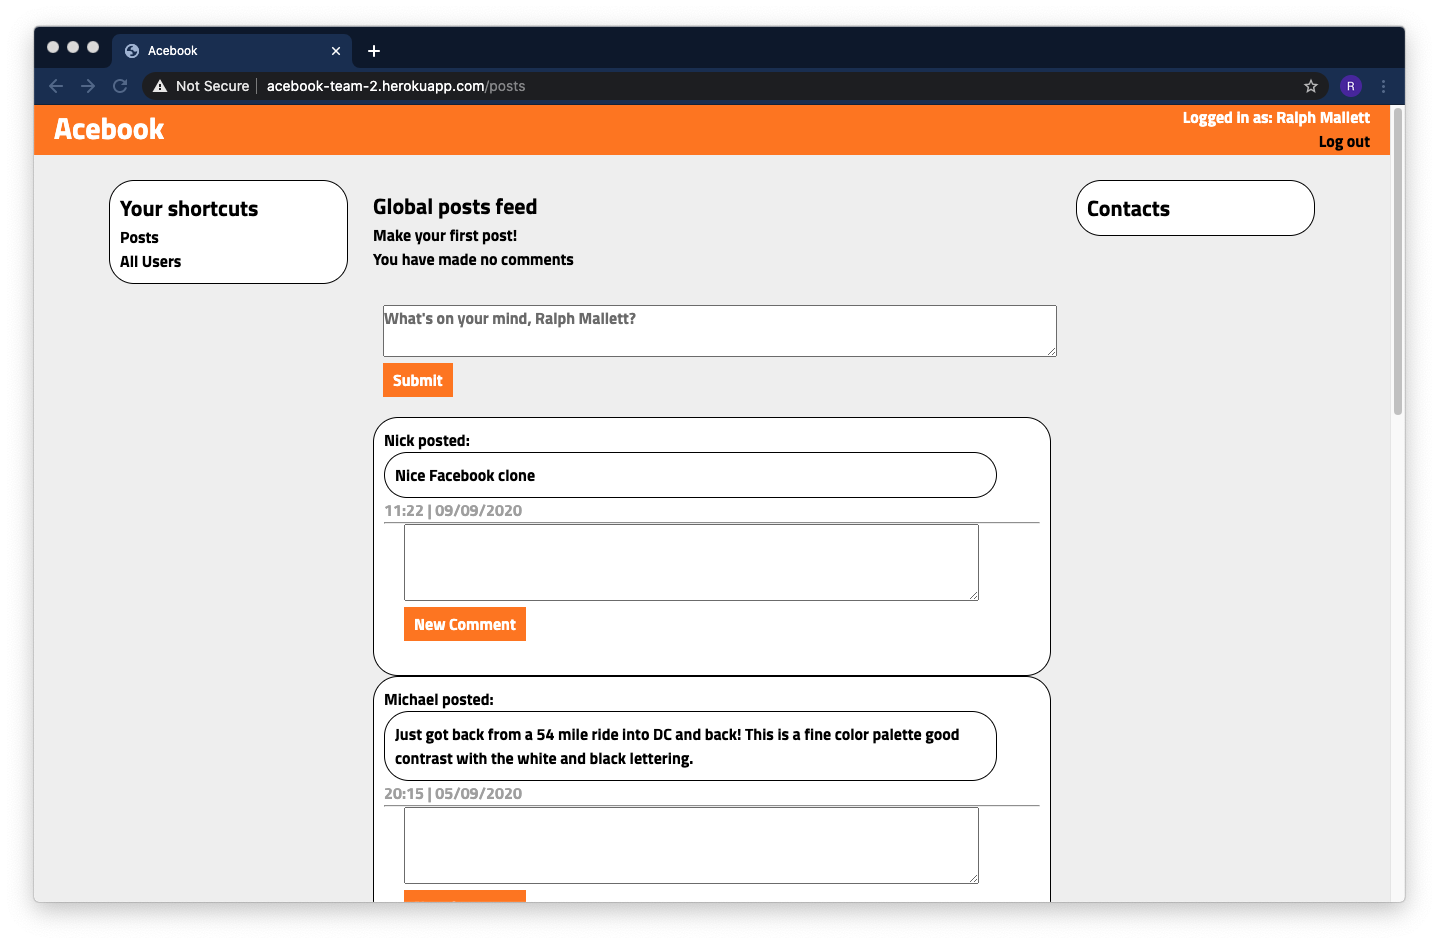 Acebook
Not Secure
acebook-team-2.herokuapp.com/posts
R
Acebook
Logged in as: Ralph Mallett
Log out
Your shortcuts
Posts
All Users
Global posts feed
Make your first post!
You have made no comments
Contacts
What's on your mind, Ralph Mallett?
Submit
Nick posted:
Nice Facebook clone
11:22 | 09/09/2020
New Comment
Michael posted:
Just got back from a 54 mile ride into DC and back! This is a fine color palette good
contrast with the white and black lettering.
20:15 | 05/09/2020